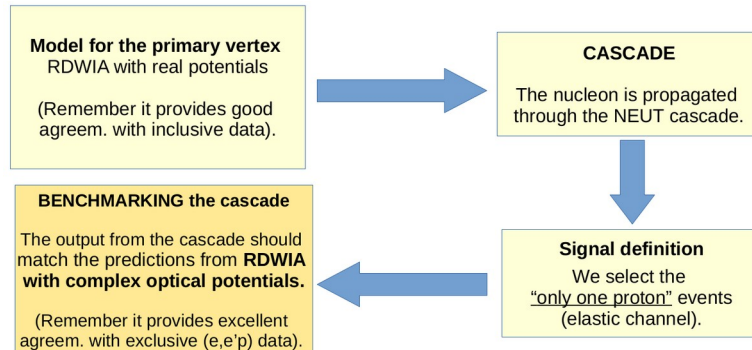 Model for the primary vertex
RDWIA with real potentials
(Remember it provides good
agreem. with inclusive data).
CASCADE
The nucleon is propagated
through the NEUT cascade.
Signal definition
We select the
“only one proton” events
(elastic channel).
BENCHMARKING the cascade
The output from the cascade should
match the predictions from RDWIA
with complex optical potentials.
(Remember it provides excellent
agreem. with exclusive (e,e’p) data).